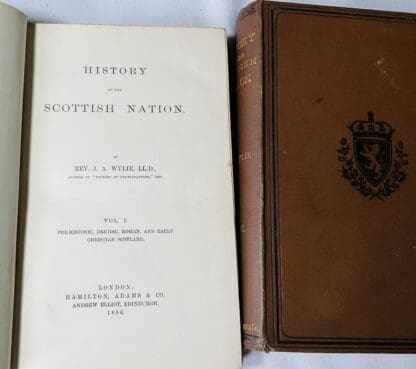 HISTORY
OF THE
SCOTTISH NATION.
BY
REV. J. A. WYLIE, LL.D.,
AUTHOR OF "HISTORY OF PROTESTANTISM," ETC.
VOL. I.
PRE-HISTORIC, DRUIDIC, ROMAN, AND EARLY
CHRISTIAN SCOTLAND.
LONDON:
HAMILTON, ADAMS & CO.
ANDREW ELLIOT, EDINBURGH.
1886.